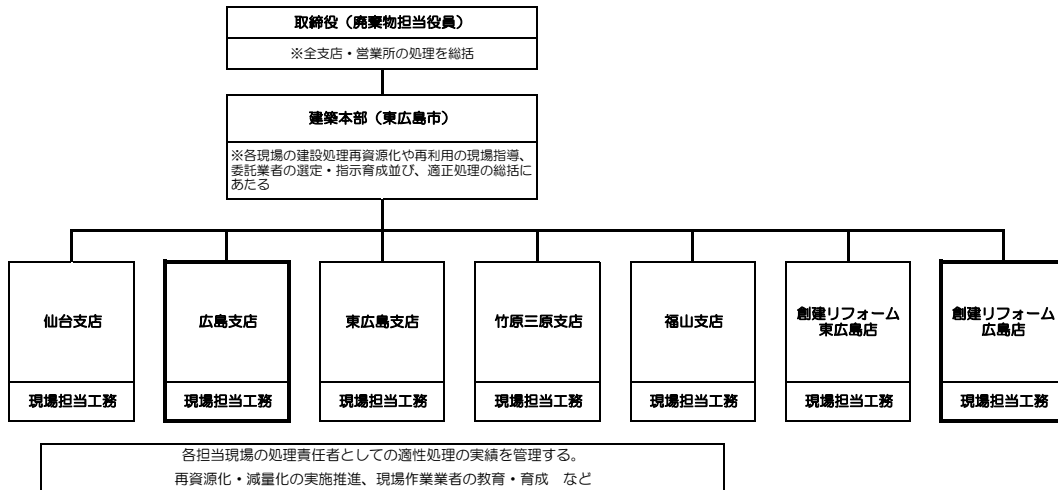 取締役（廃棄物担当役員）
※全支店・営業所の処理を総括
建築本部（東広島市）
※各現場の建設処理再資源化や再利用の現場指導、
委託業者の選定・指示育成並び、適正処理の総括に
あたる
仙台支店
広島支店
東広島支店
竹原三原支店
福山支店
創建リフォーム
東広島店
創建リフォーム
広島店
現場担当工務
現場担当工務
現場担当工務
現場担当工務
現場担当工務
現場担当工務
現場担当工務
各担当現場の処理責任者としての適性処理の実績を管理する。
再資源化・減量化の実施推進、現場作業業者の教育・育成　など